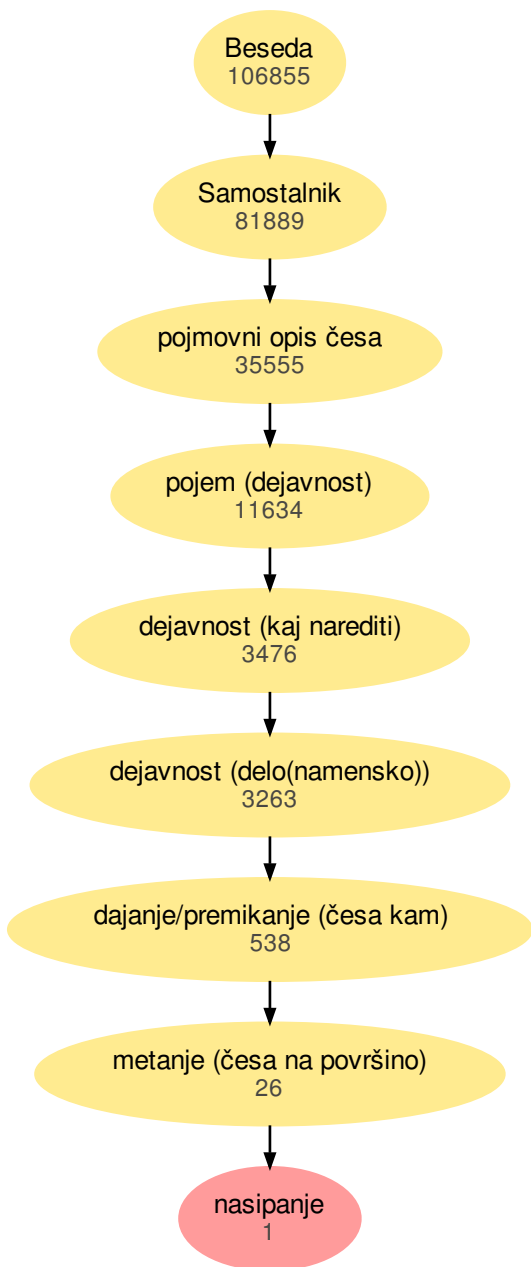 Beseda
106855
Samostalnik
81889
pojmovni opis česa
35555
pojem (dejavnost)
11634
dejavnost (kaj narediti)
3476
dejavnost (delo(namensko))
3263
dajanje/premikanje (česa kam)
538
metanje (česa na površino)
26
nasipanje
1